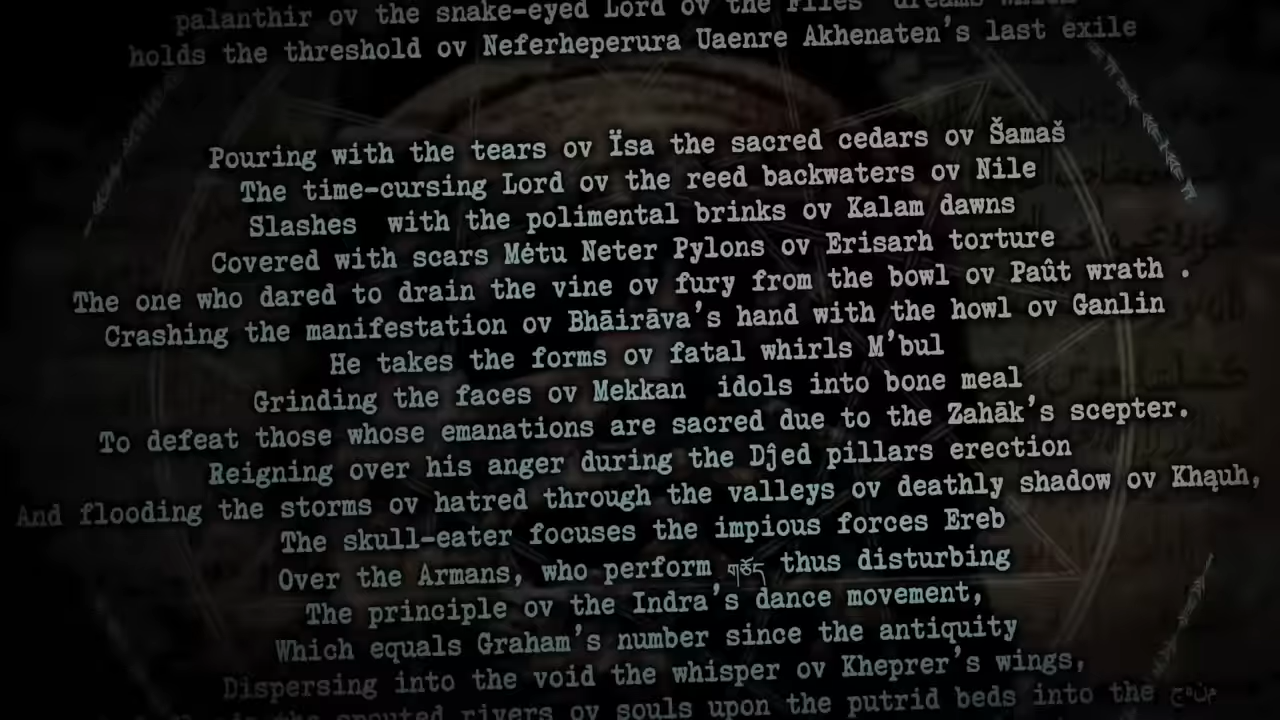 palanthir ov the snake-eyed Lord ov the Flies' dreams which
holds the threshold ov Neferheperura Uaenre Akhenaten's last exile
Pouring with the tears ov Ïsa the sacred cedars ov Šamaš
The time-cursing Lord ov the reed backwaters ov Nile
Slashes with the polimental brinks ov Kalam dawns
Covered with scars Mėtu Neter Pylons ov Erisarh torture
The one who dared to drain the vine ov fury from the bowl ov Paût wrath .
Crashing the manifestation ov Bhāirāva's hand with the howl ov Ganlin
He takes the forms ov fatal whirls M'bul
Grinding the faces ov Mekkan idols into bone meal
To defeat those whose emanations are sacred due to the Zahāk's scepter.
Reigning over his anger during the Dĵed pillars erection
And flooding the storms ov hatred through the valleys ov deathly shadow ov Khąuh,
The skull-eater focuses the impious forces Ereb
Over the Armans, who perform གཅོད thus disturbing
The principle ov the Indra's dance movement,
Which equals Graham's number since the antiquity
Dispersing into the void the whisper ov Kheprer's wings,
the rivers ov souls upon the putrid beds into the